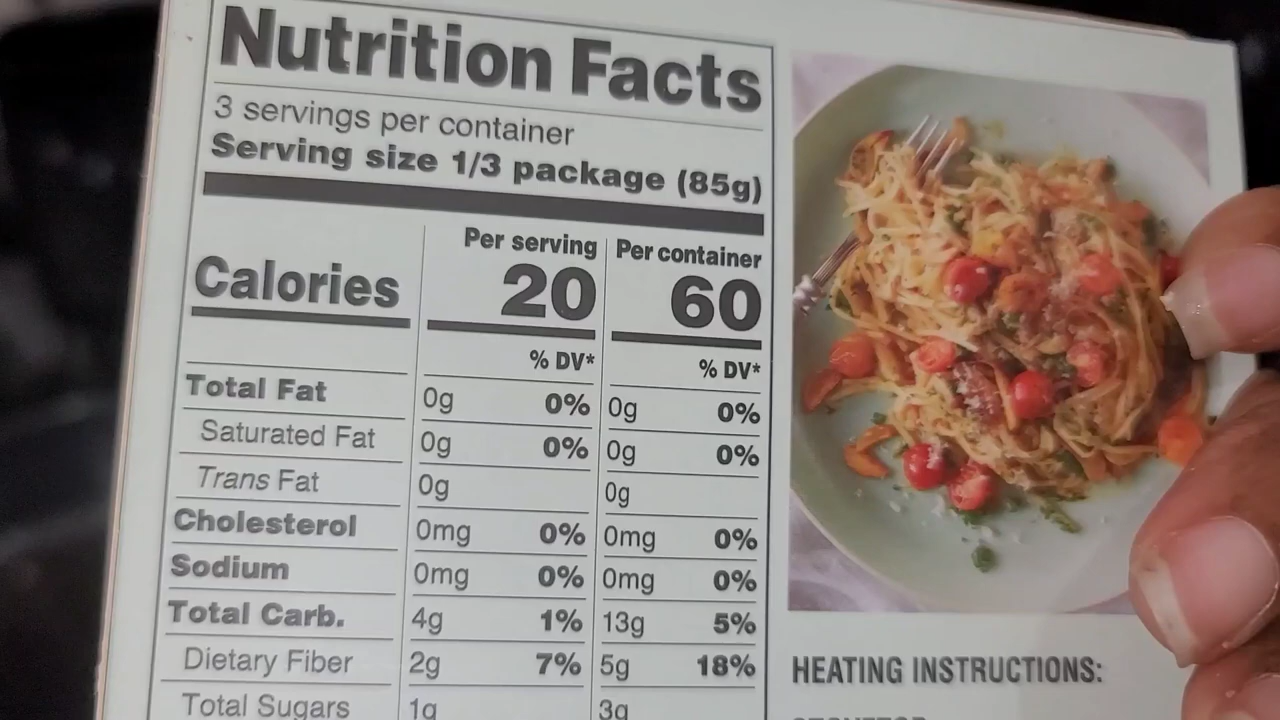 Nutrition Facts
3 servings per container
Serving size 1/3 package (85g)
Per serving Per container
Calories 20 60
% DV* % DV*
Total Fat 0g 0% 0g 0%
Saturated Fat 0g 0% 0g 0%
Trans Fat 0g 0g
Cholesterol 0mg 0% 0mg 0%
Sodium 0mg 0% 0mg 0%
Total Carb. 4g 1% 13g 5%
Dietary Fiber 2g 7% 5g 18%
Total Sugars 1g 3g
HEATING INSTRUCTIONS: